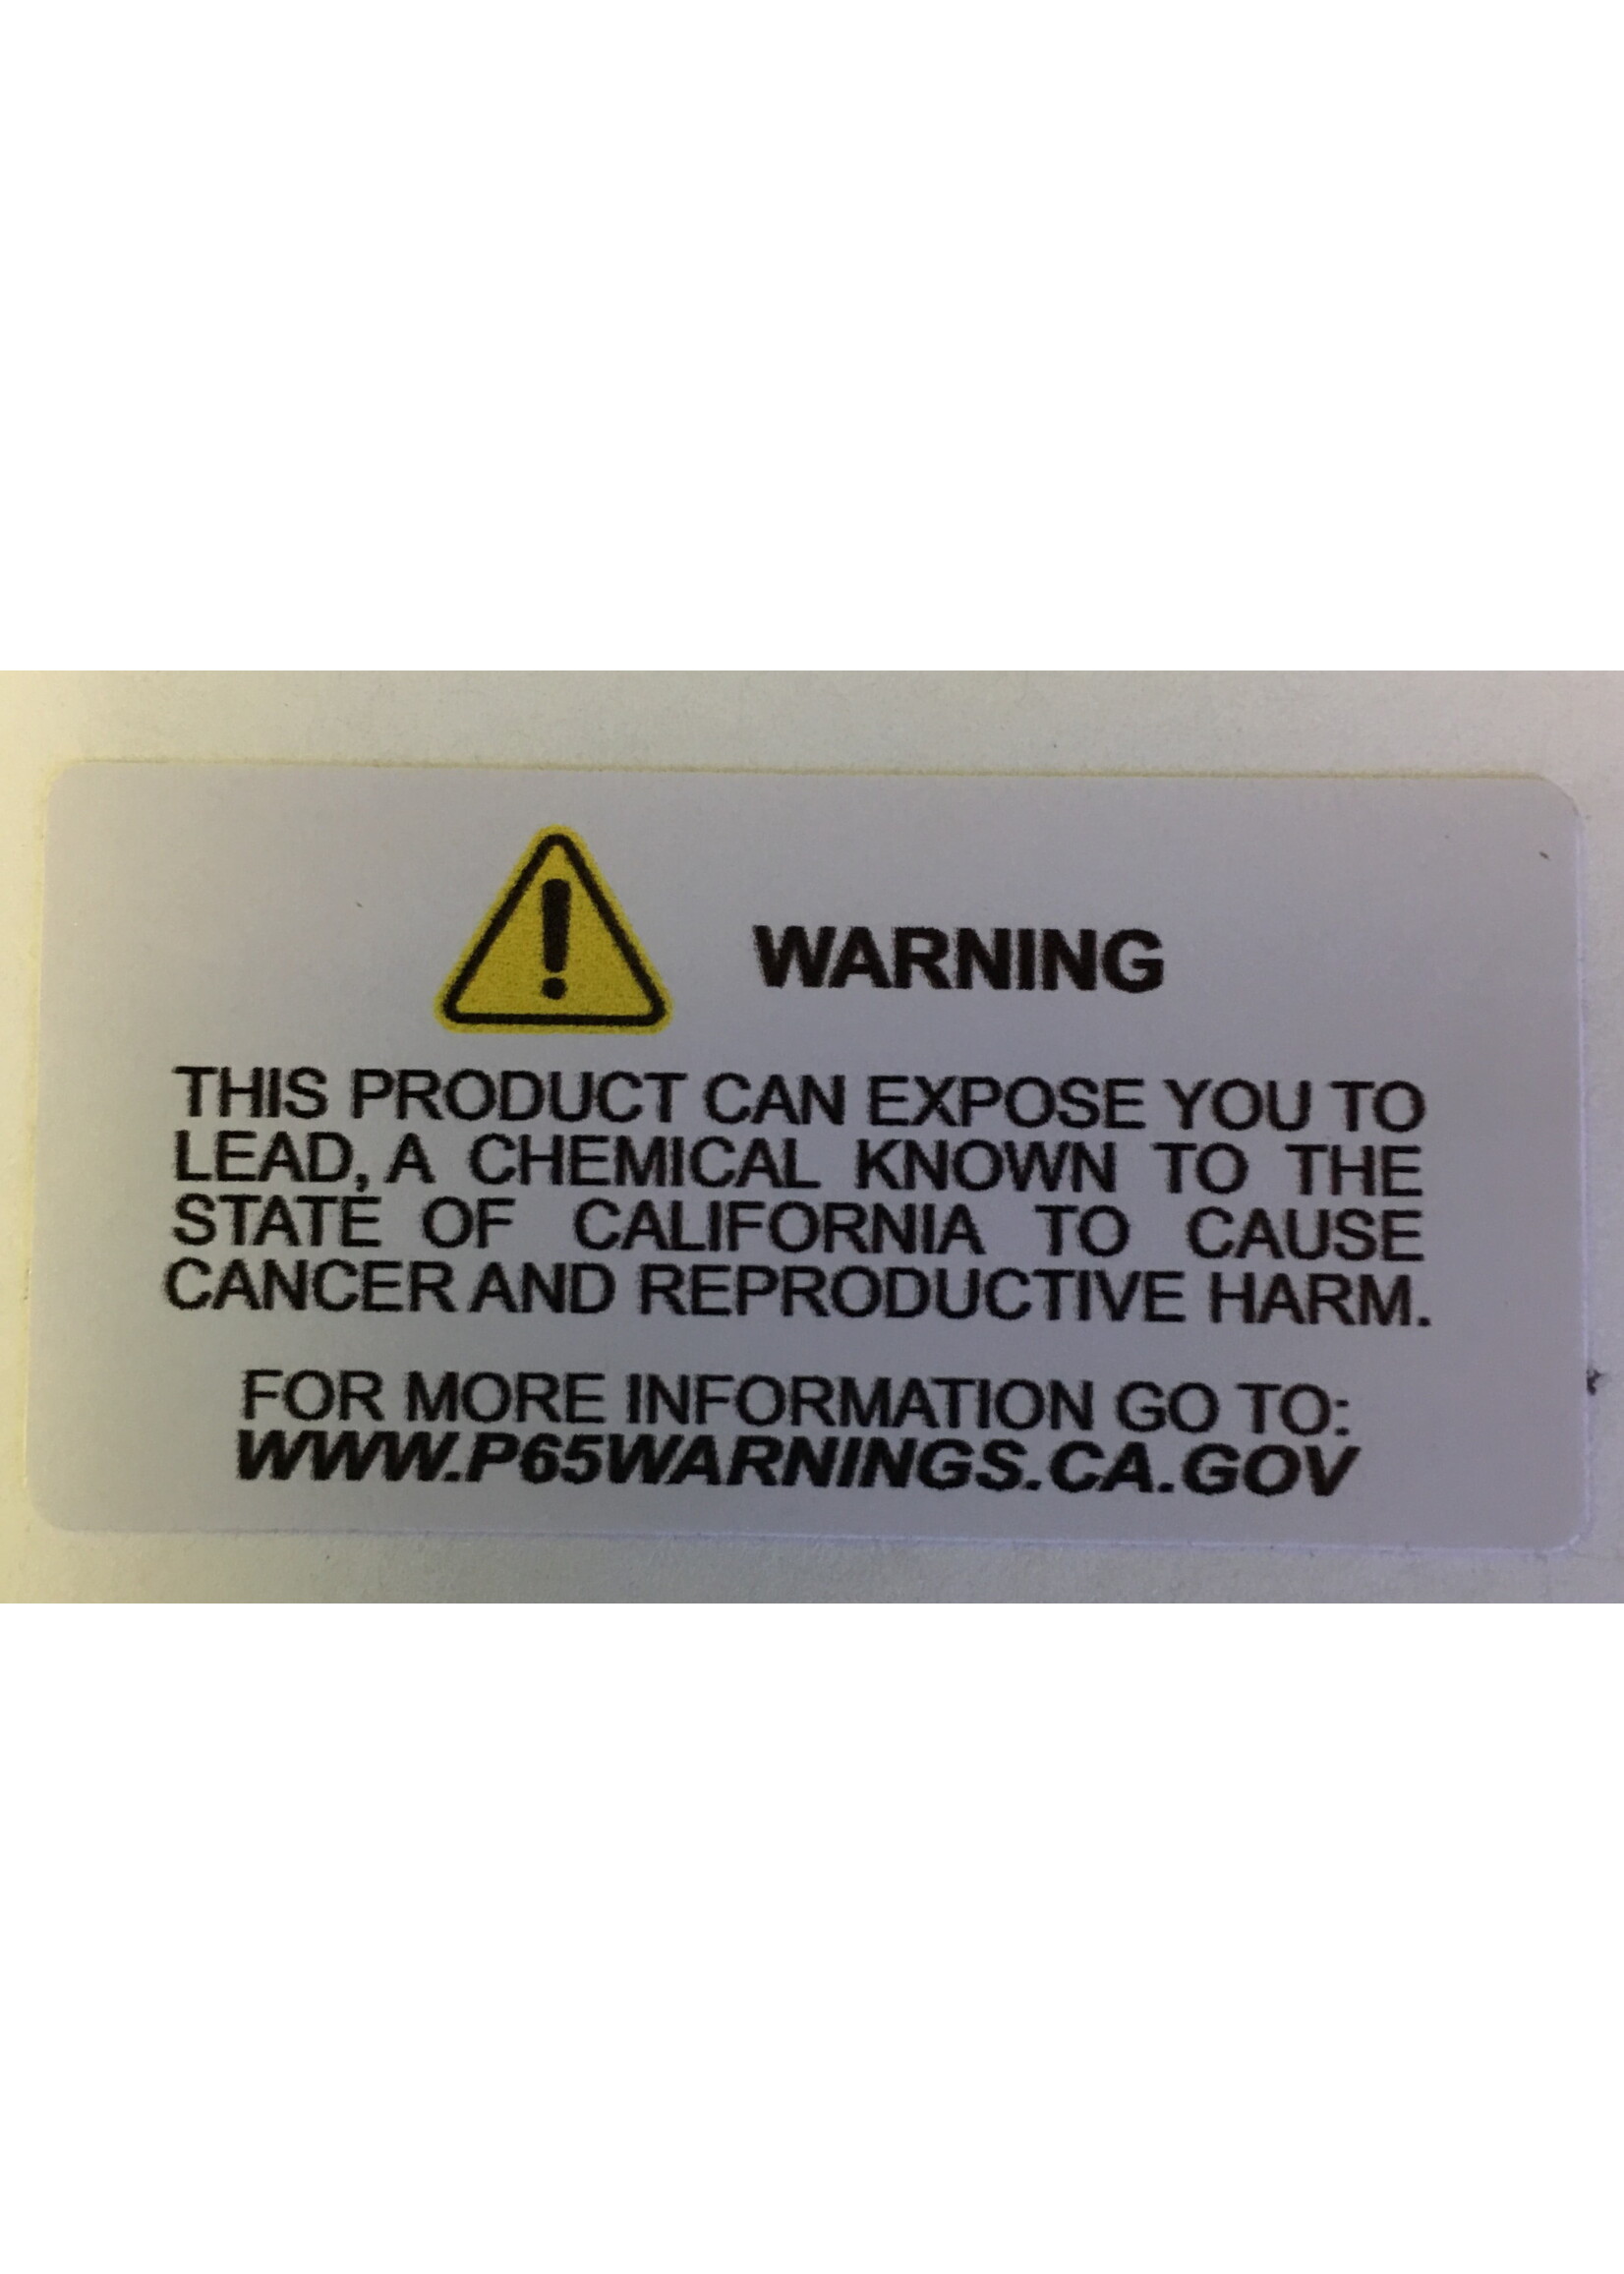 WARNING
THIS PRODUCT CAN EXPOSE YOU TO
LEAD, A CHEMICAL KNOWN TO THE
STATE OF CALIFORNIA TO CAUSE
CANCER AND REPRODUCTIVE HARM.
FOR MORE INFORMATION GO TO:
WWW.P65WARNINGS.CA.GOV